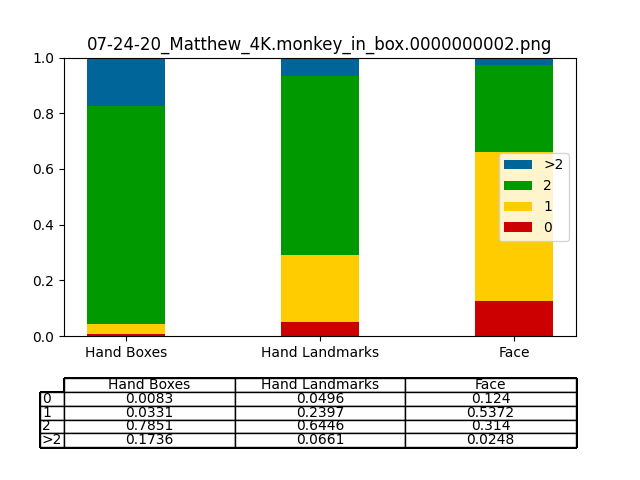 07-24-20_Matthew_4K.monkey_in_box.0000000002.png
1.0
0.8
0.6
0.4
0.2
0.0
>2
2
1
0
Hand Boxes Hand Landmarks Face
Hand Boxes Hand Landmarks Face
0 0.0083 0.0496 0.124
1 0.0331 0.2397 0.5372
2 0.7851 0.6446 0.314
>2 0.1736 0.0661 0.0248